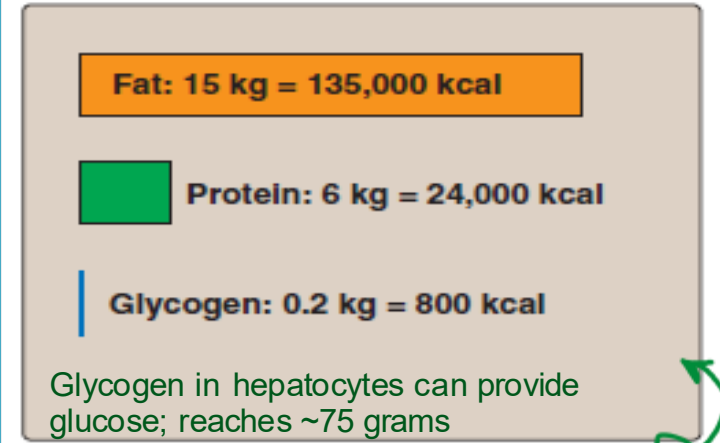 Fat: 15 kg = 135,000 kcal
Protein: 6 kg = 24,000 kcal
Glycogen: 0.2 kg = 800 kcal
Glycogen in hepatocytes can provide
glucose; reaches ~75 grams